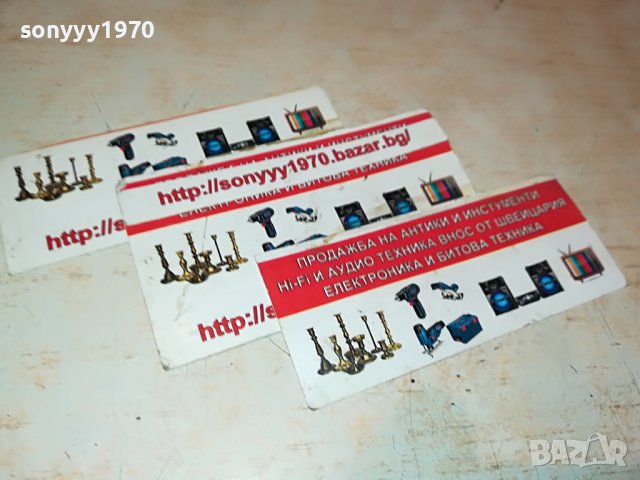 sonyyy1970
http://s
http://sonyyy1970.bazar.bg/
ЕЛЕКТРОНИКА И БИТОВА ТЕХНИКА
http://s
ПРОДАЖБА НА АНТИКИ И ИНСТУМЕНТИ
Hi-Fi И АУДИО ТЕХНИКА ВНОС ОТ ШВЕЙЦАРИЯ
ЕЛЕКТРОНИКА И БИТОВА ТЕХНИКА
BAZAR
bg